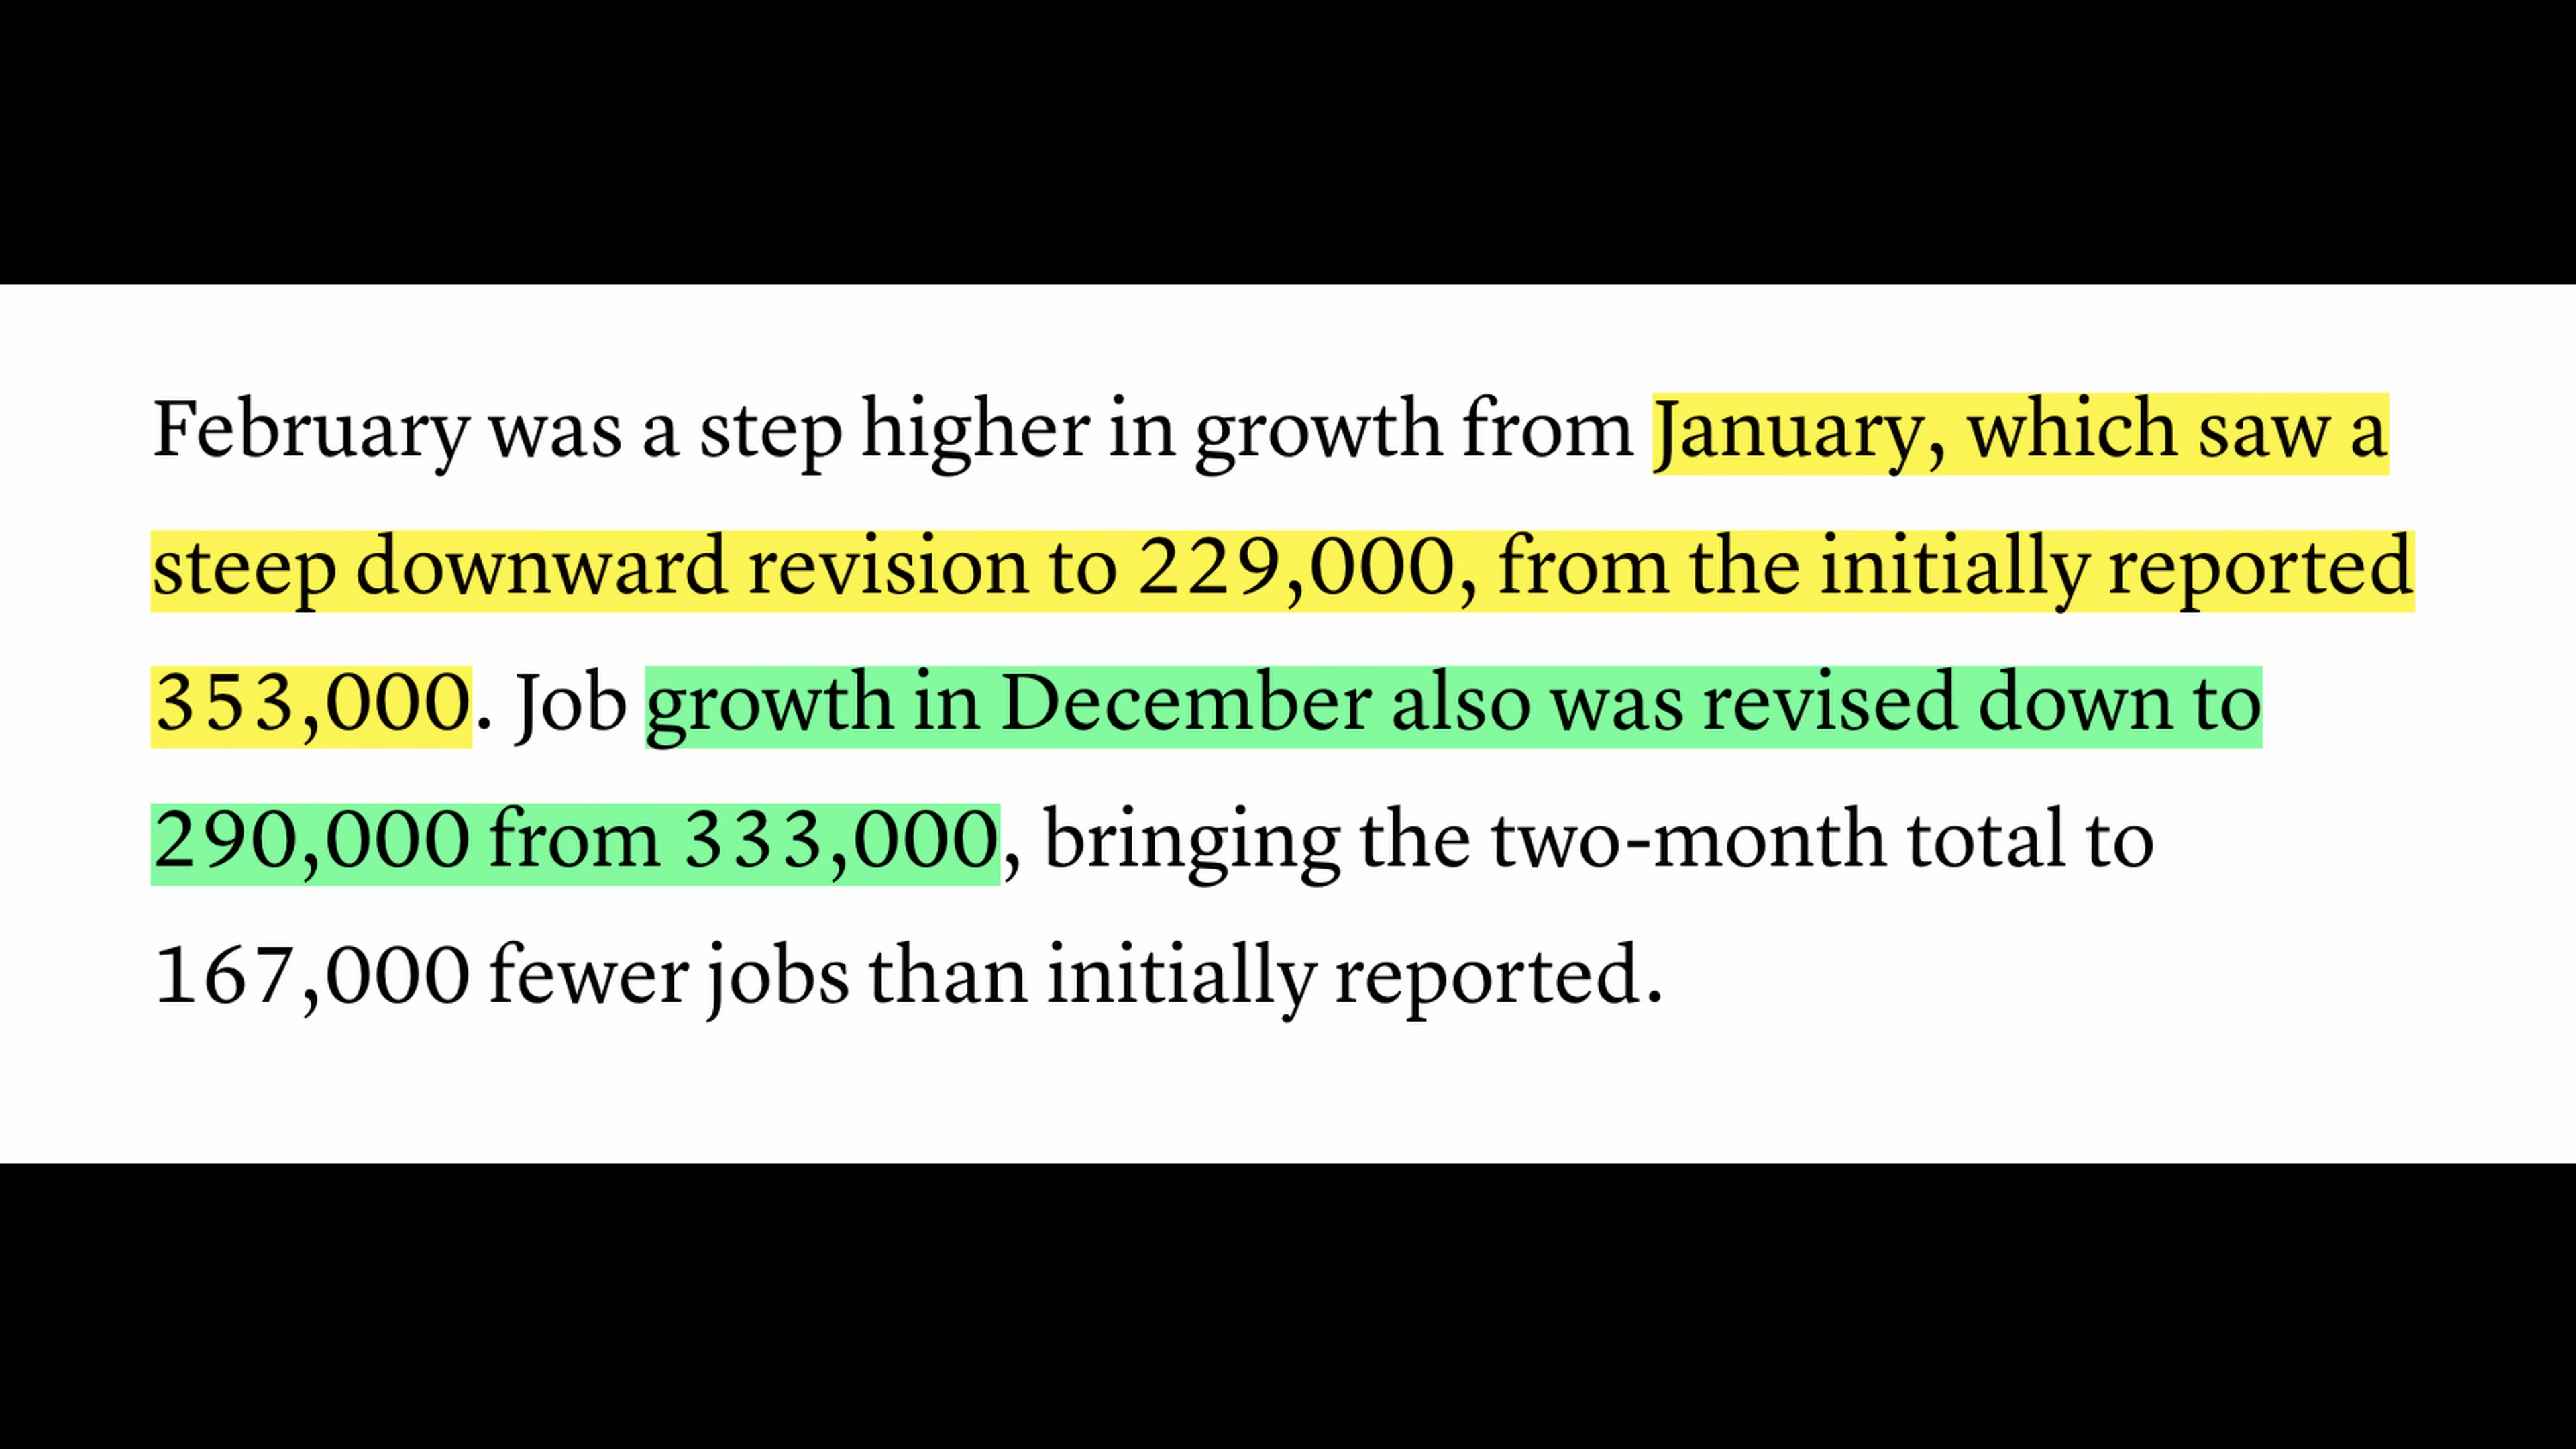 February was a step higher in growth from January, which saw a
steep downward revision to 229,000, from the initially reported
353,000. Job growth in December also was revised down to
290,000 from 333,000, bringing the two-month total to
167,000 fewer jobs than initially reported.